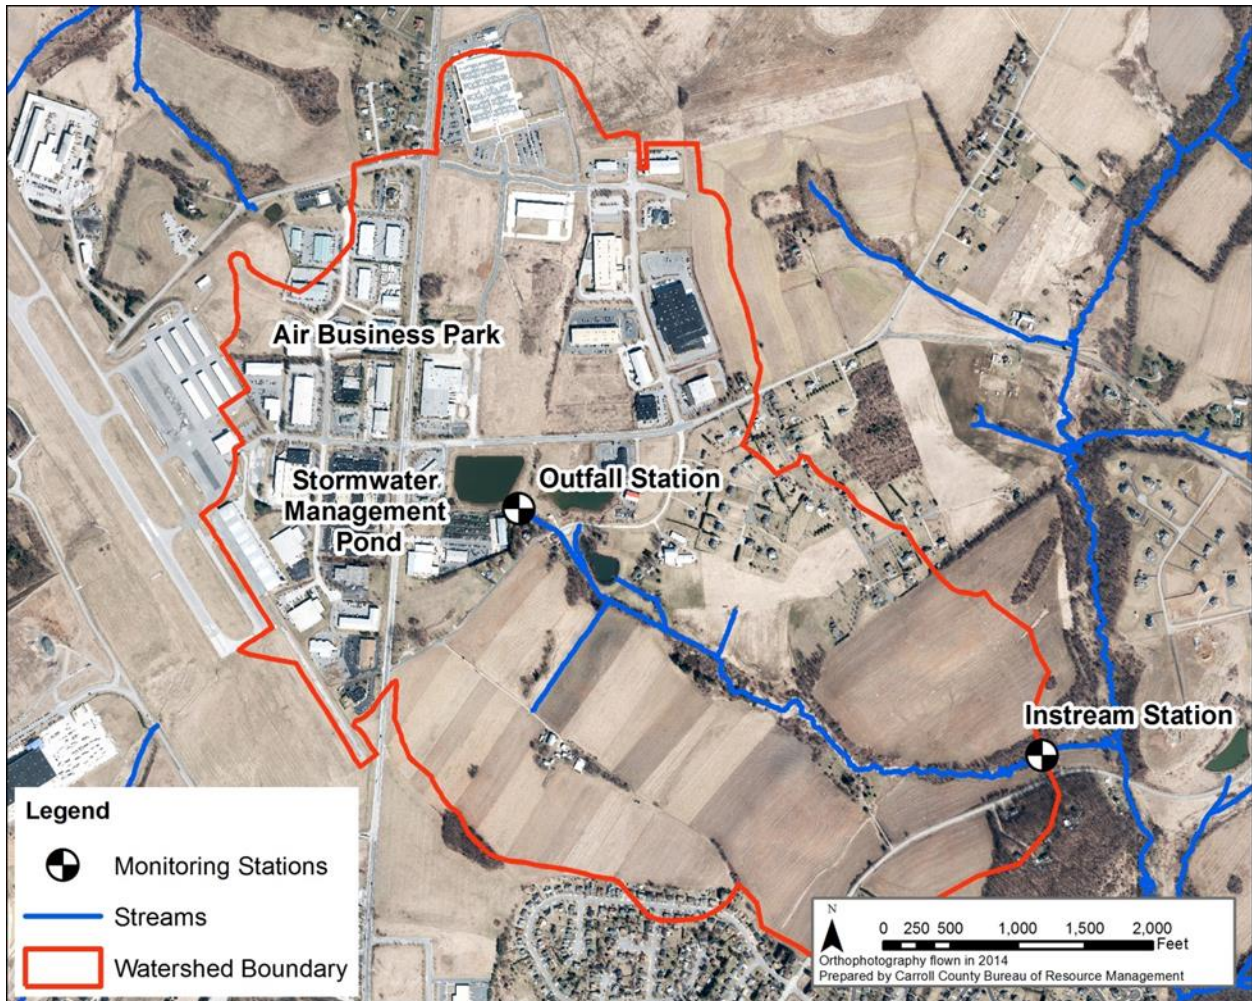 Air Business Park
Stormwater
Management
Pond
Outfall Station
Instream Station
Legend
Monitoring Stations
Streams
Watershed Boundary
N
0 250 500 1,000 1,500 2,000
Feet
Orthophotography flown in 2014
Prepared by Carroll County Bureau of Resource Management